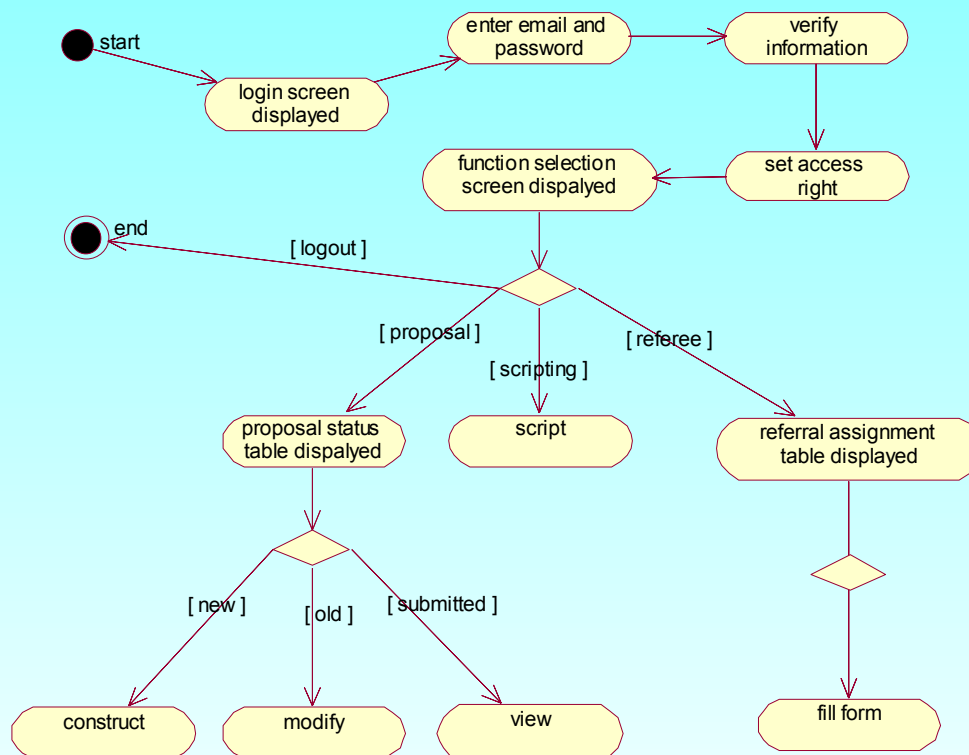 start
enter email and
password
verify
information
login screen
displayed
function selection
screen dispalyed
set access
right
end
[ logout ]
[ proposal ]
[ scripting ]
[ referee ]
proposal status
table dispalyed
script
referral assignment
table displayed
[ new ]
[ old ]
[ submitted ]
construct
modify
view
fill form